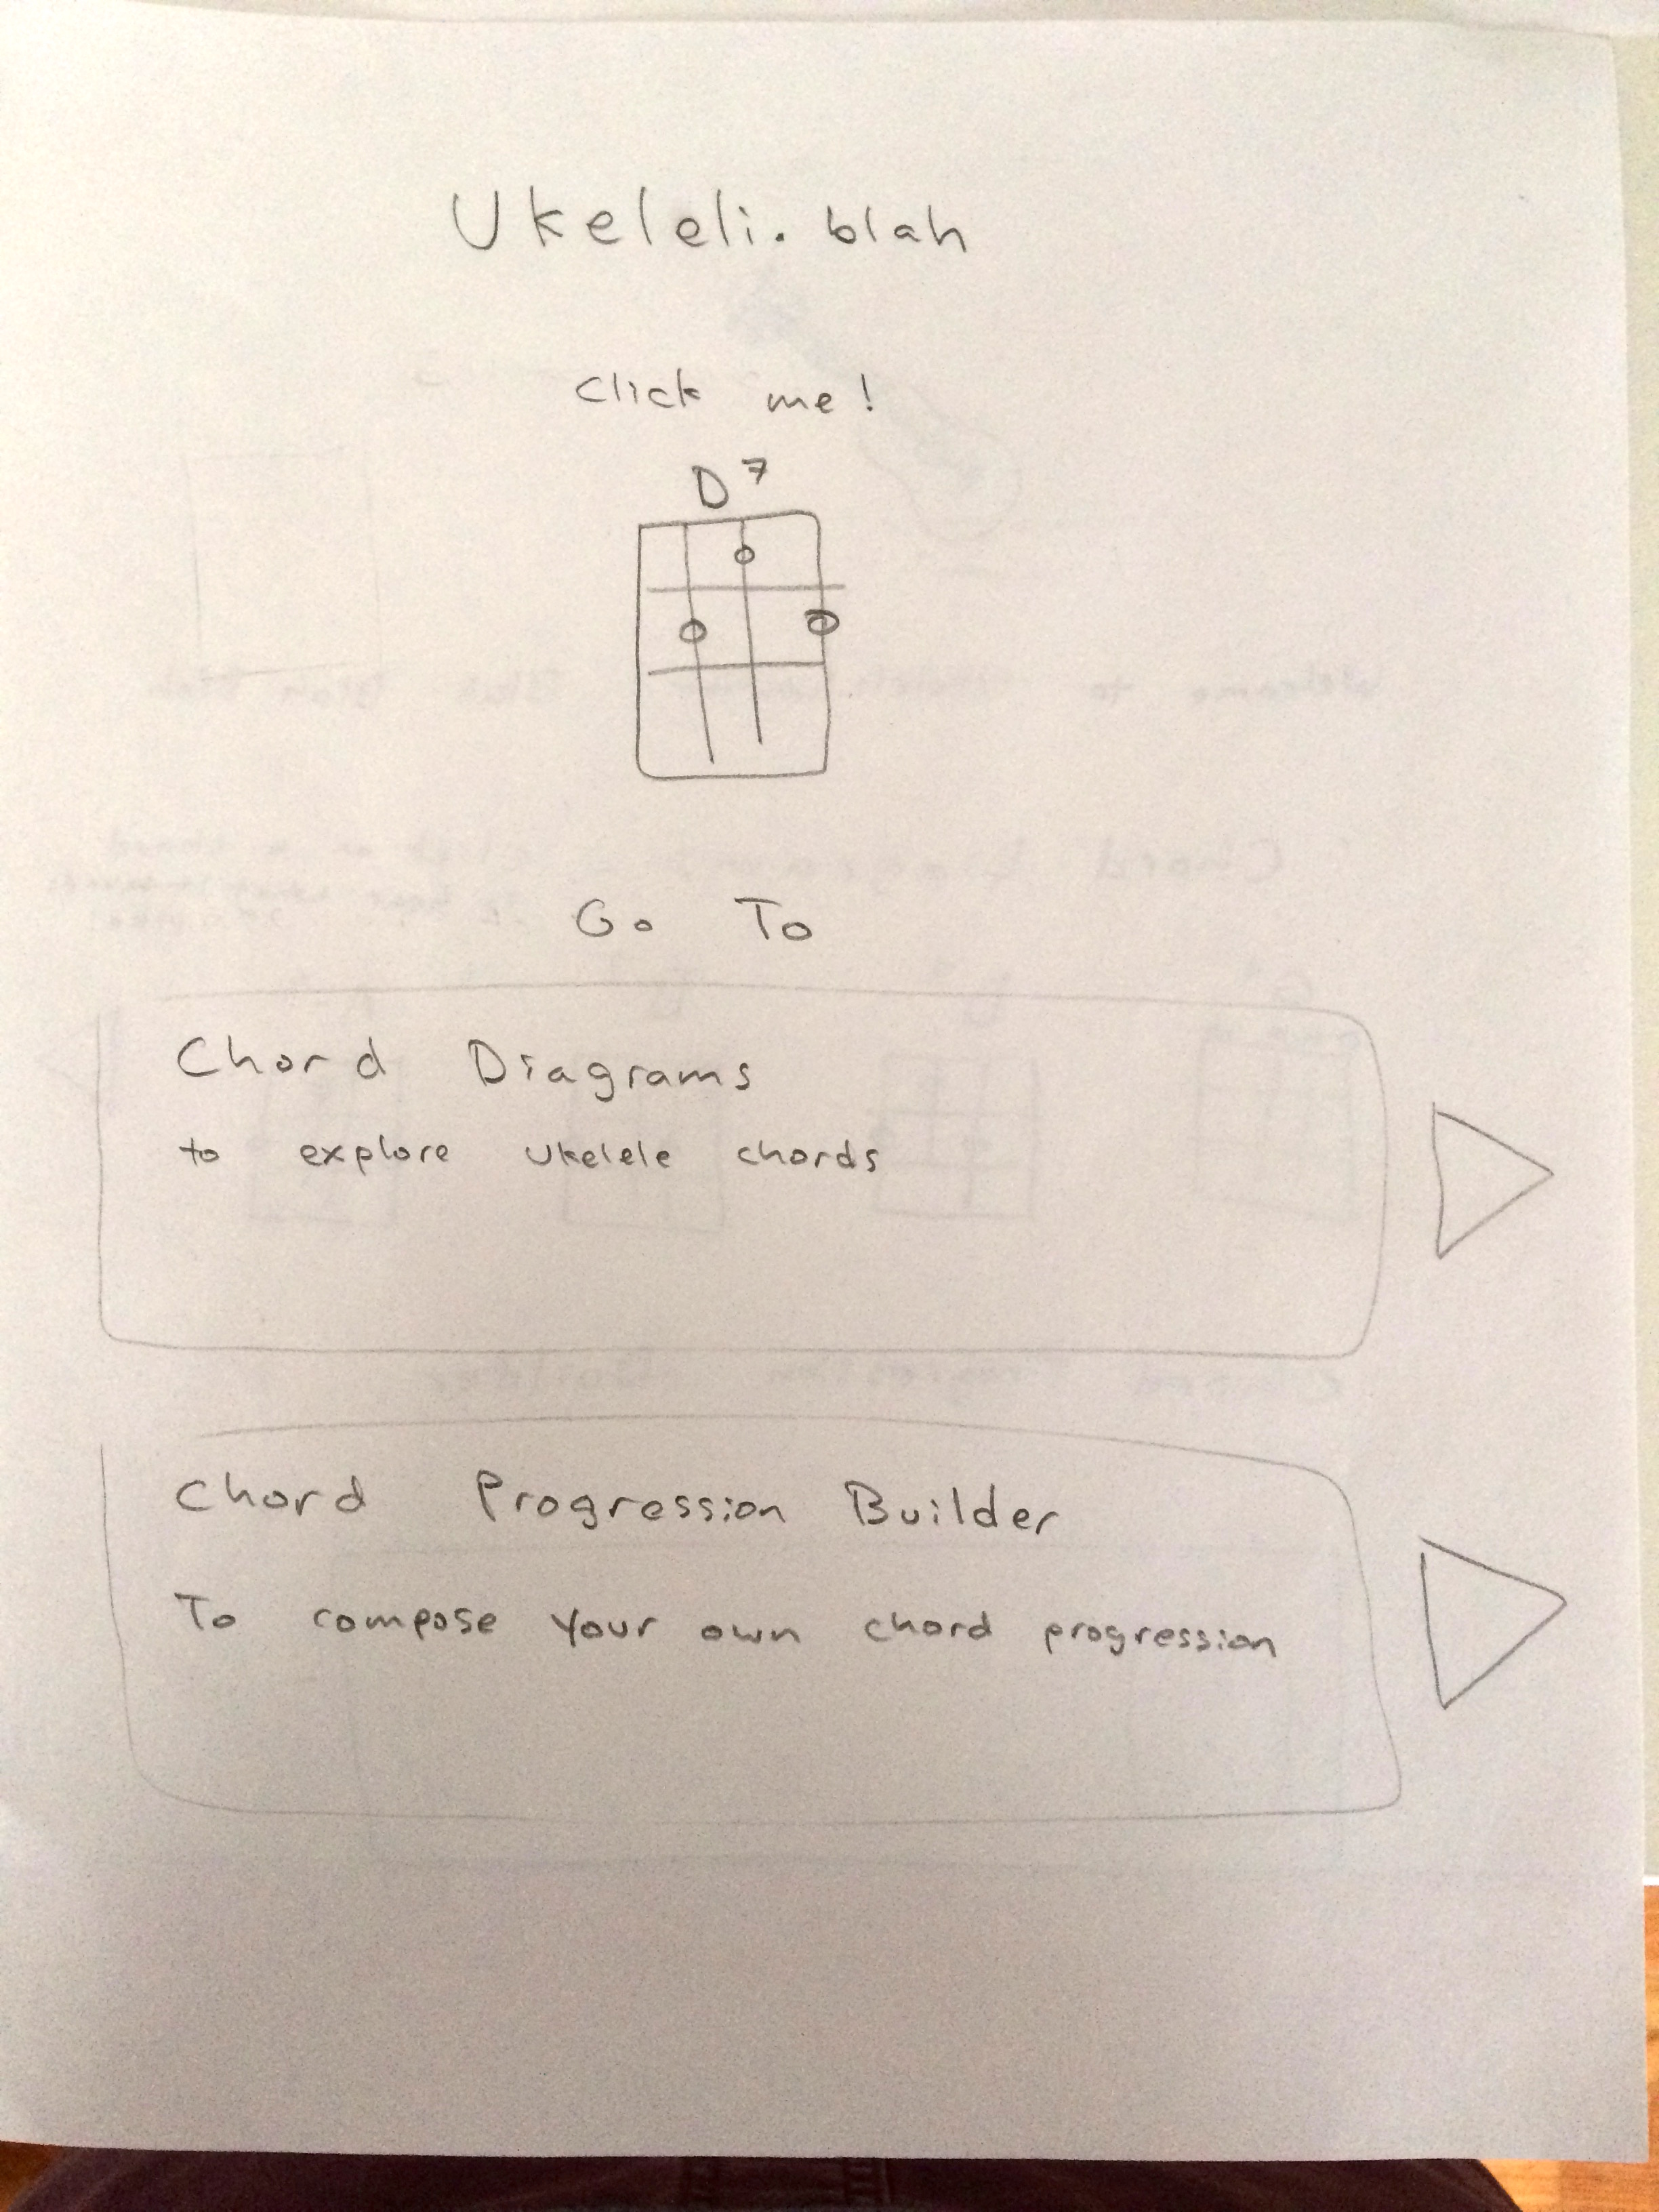 Ukeleli.blah
Click me!
D7
Go To
Chord Diagrams
to explore ukelele chords
Chord Progression Builder
To compose your own chord progression